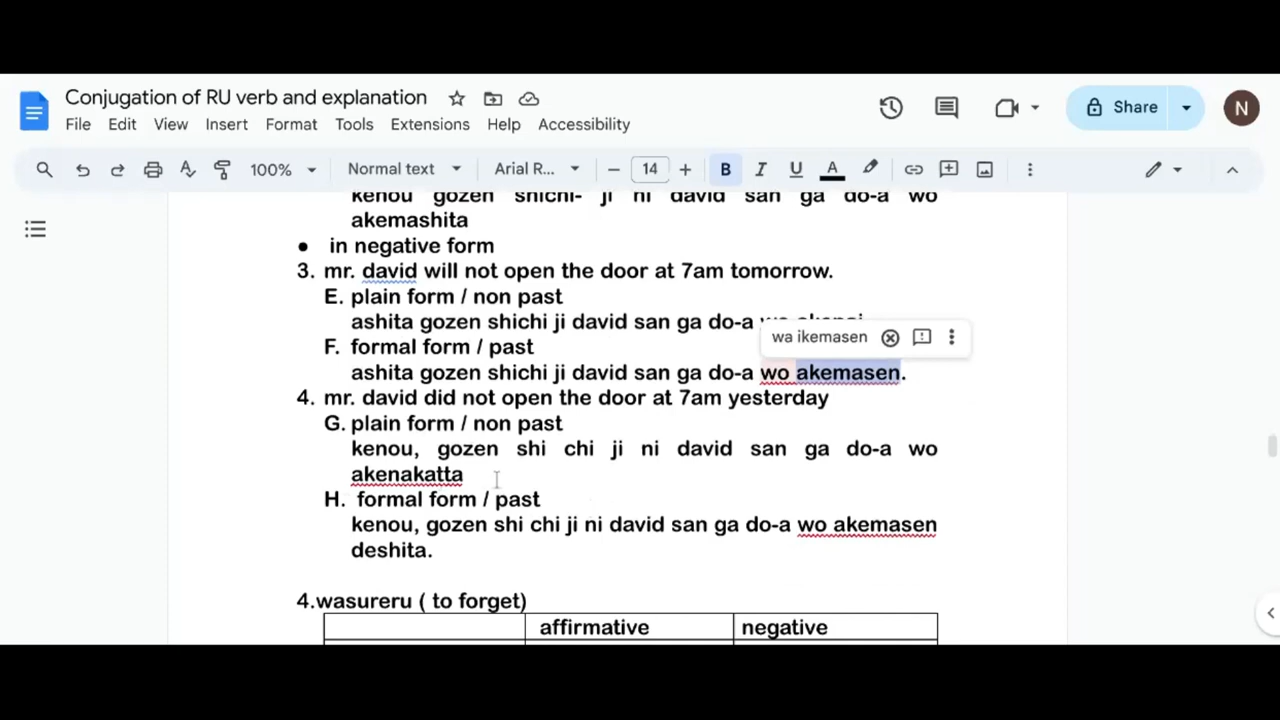 Conjugation of RU verb and explanation
File Edit View Insert Format Tools Extensions Help Accessibility
Share
N
100% Normal text Arial R... 14 B I U A
kenou gozen shichi- ji ni david san ga do-a wo
akemashita
● in negative form
3. mr. david will not open the door at 7am tomorrow.
E. plain form / non past
ashita gozen shichi ji david san ga do-a
wa ikemasen
F. formal form / past
ashita gozen shichi ji david san ga do-a wo akemasen.
4. mr. david did not open the door at 7am yesterday
G. plain form / non past
kenou, gozen shi chi ji ni david san ga do-a wo
akenakatta
H. formal form / past
kenou, gozen shi chi ji ni david san ga do-a wo akemasen
deshita.
4.wasureru ( to forget)
affirmative negative